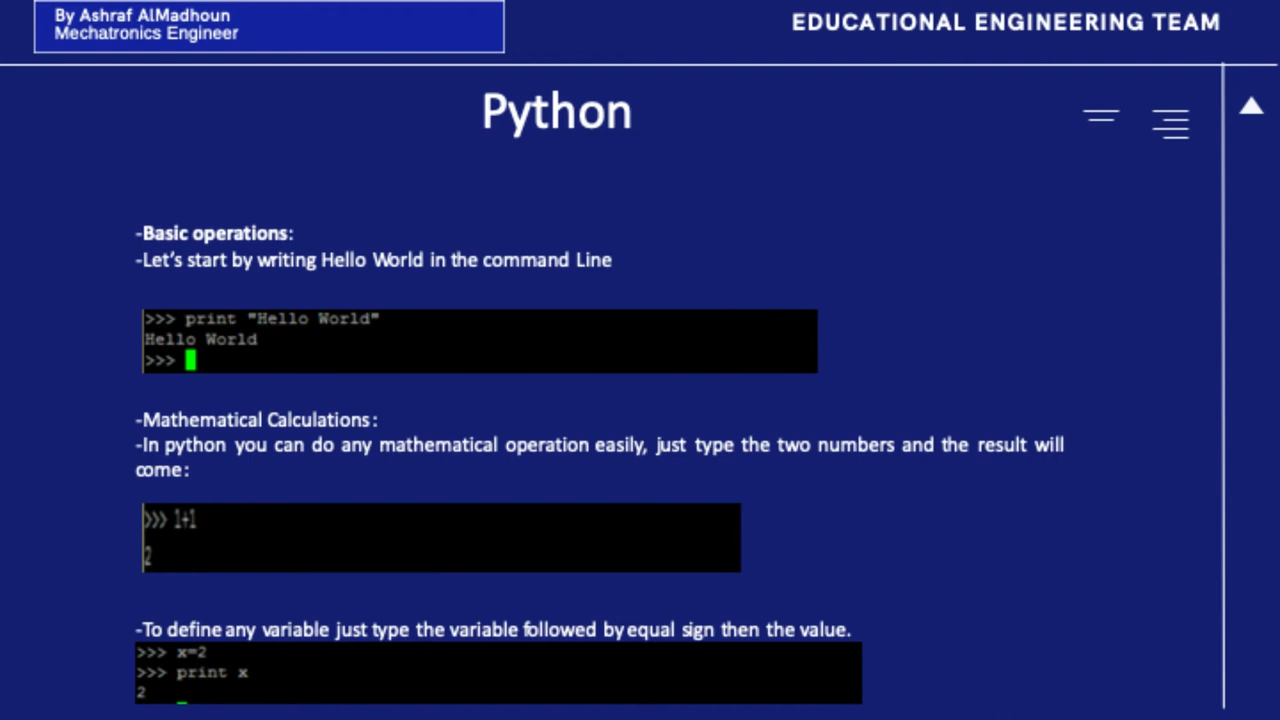 By Ashraf AlMadhoun
Mechatronics Engineer
EDUCATIONAL ENGINEERING TEAM
Python
-Basic operations:
-Let's start by writing Hello World in the command Line
>>> print "Hello World"
Hello World
>>>
-Mathematical Calculations:
-In python you can do any mathematical operation easily, just type the two numbers and the result will
come:
>>> 1+1
2
-To define any variable just type the variable followed by equal sign then the value.
>>> x=2
>>> print x
2